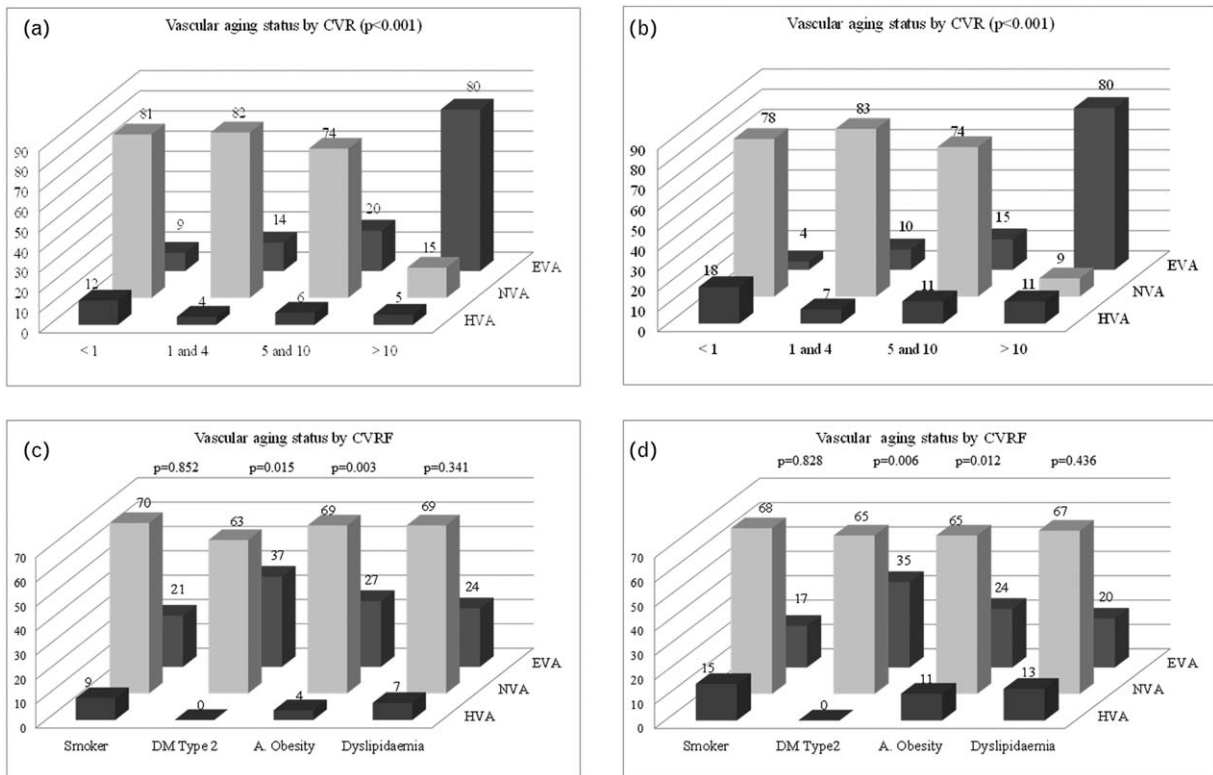 (a)
Vascular aging status by CVR (p<0.001)
81
82
74
80
9
14
20
15
12
4
6
5
90
80
70
60
50
40
30
20
10
0
EVA
NVA
HVA
< 1
1 and 4
5 and 10
> 10
(b)
Vascular aging status by CVR (p<0.001)
78
83
74
80
4
10
15
9
18
7
11
11
90
80
70
60
50
40
30
20
10
0
EVA
NVA
HVA
< 1
1 and 4
5 and 10
> 10
(c)
Vascular aging status by CVRF
p=0.852 p=0.015 p=0.003 p=0.341
70
63
69
69
21
37
27
24
9
0
4
7
70
60
50
40
30
20
10
0
EVA
NVA
HVA
Smoker
DM Type 2
A. Obesity
Dyslipidaemia
(d)
Vascular aging status by CVRF
p=0.828 p=0.006 p=0.012 p=0.436
68
65
65
67
17
35
24
20
15
0
11
13
70
60
50
40
30
20
10
0
EVA
NVA
HVA
Smoker
DM Type2
A. Obesity
Dyslipidaemia